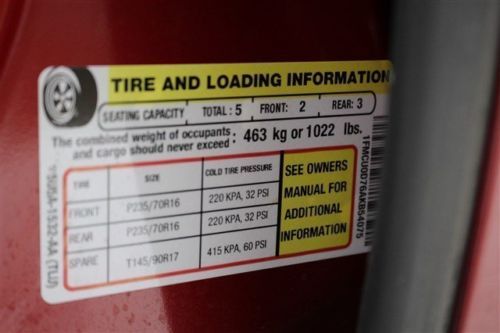 TIRE AND LOADING INFORMATION
SEATING CAPACITY TOTAL: 5 FRONT: 2 REAR: 3
The combined weight of occupants
and cargo should never exceed: 463 kg or 1022 lbs.
TIRE SIZE COLD TIRE PRESSURE
FRONT P235/70R16 220 KPA, 32 PSI
REAR P235/70R16 220 KPA, 32 PSI
SPARE T145/90R17 415 KPA, 60 PSI
SEE OWNERS
MANUAL FOR
ADDITIONAL
INFORMATION
1FMCU0D76AKB54075